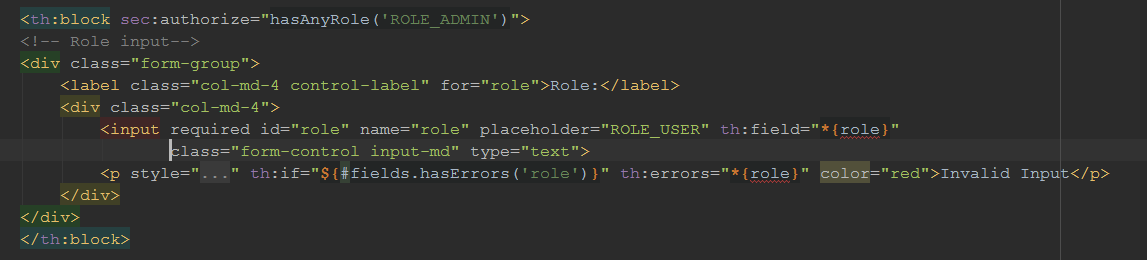 <th:block sec:authorize="hasAnyRole('ROLE_ADMIN')">
<!-- Role input-->
<div class="form-group">
    <label class="col-md-4 control-label" for="role">Role:</label>
    <div class="col-md-4">
        <input required id="role" name="role" placeholder="ROLE_USER" th:field="*{role}"
               class="form-control input-md" type="text">
        <p style="..." th:if="${#fields.hasErrors('role')}" th:errors="*{role}" color="red">Invalid Input</p>
    </div>
</div>
</th:block>